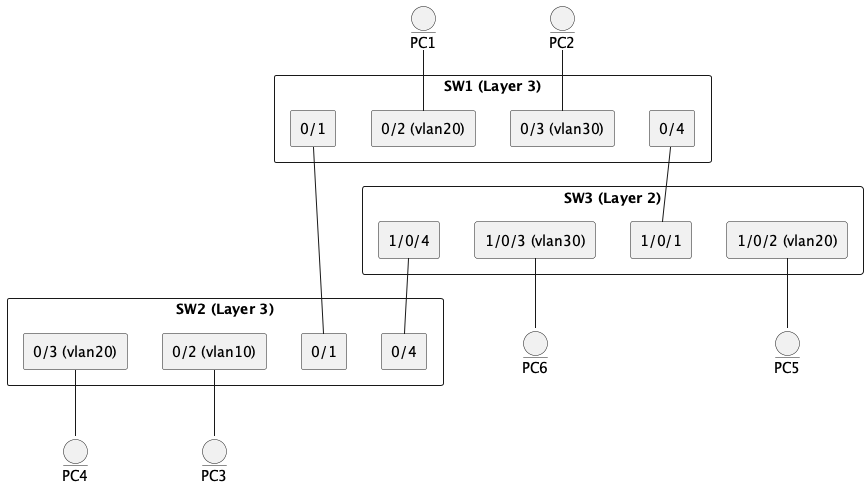 PC1
PC2
SW1 (Layer 3)
0/1
0/2 (vlan20)
0/3 (vlan30)
0/4
SW3 (Layer 2)
1/0/4
1/0/3 (vlan30)
1/0/1
1/0/2 (vlan20)
SW2 (Layer 3)
0/3 (vlan20)
0/2 (vlan10)
0/1
0/4
PC6
PC5
PC4
PC3